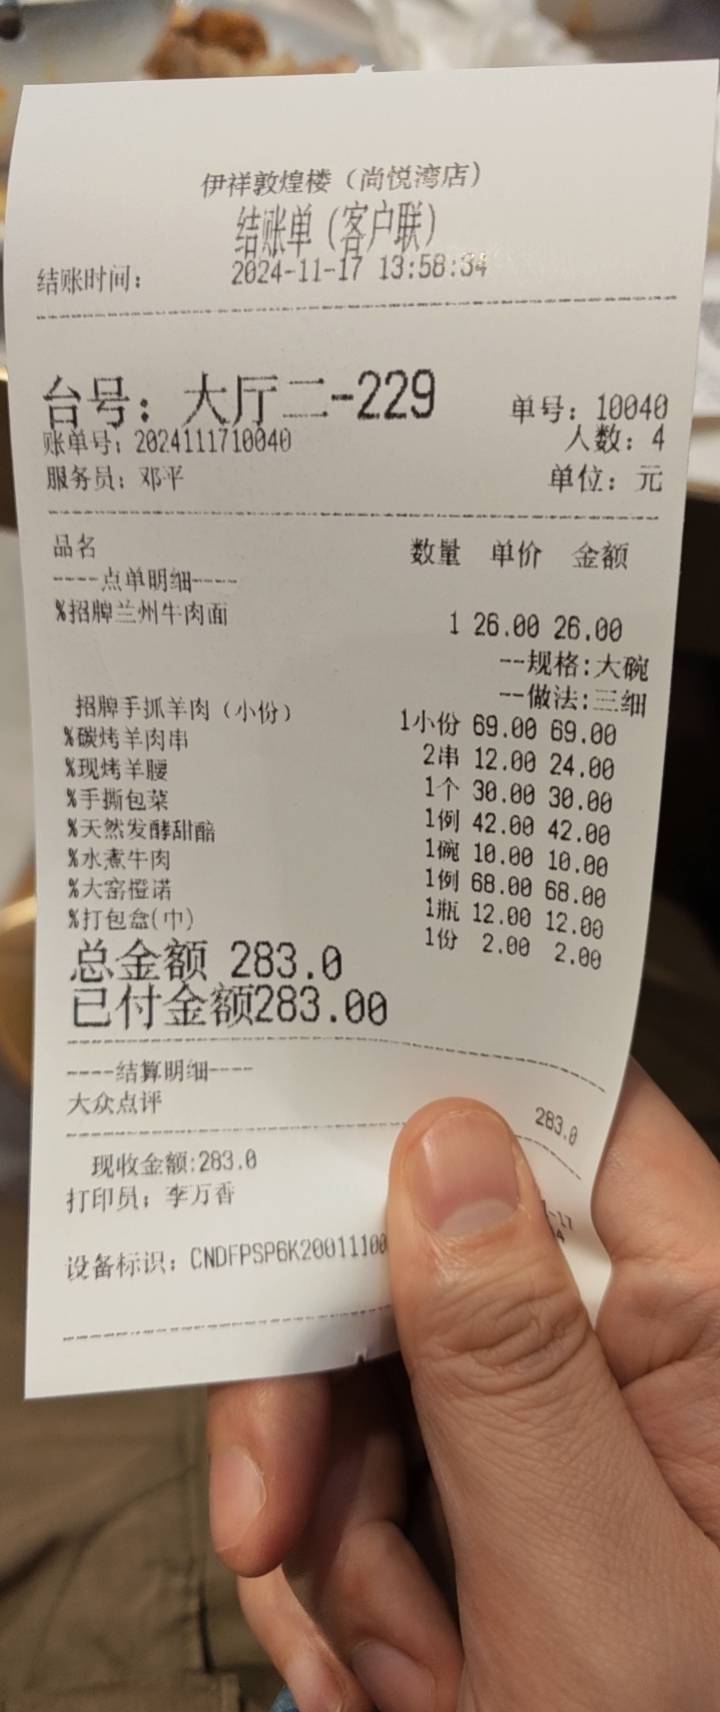 伊祥敦煌楼（尚悦湾店）
结账单（客户联）
结账时间： 2024-11-17 13:58:34
台号：大厅二-229 单号：10040
账单号：2024111710040 人数：4
服务员：邓平 单位：元
品名 数量 单价 金额
----点单明细----
%招牌兰州牛肉面 1 26.00 26.00
--规格:大碗
--做法:三细
招牌手抓羊肉（小份） 1小份 69.00 69.00
%碳烤羊肉串 2串 12.00 24.00
%现烤羊腰 1个 30.00 30.00
%手撕包菜 1例 42.00 42.00
%天然发酵甜醅 1碗 10.00 10.00
%水煮牛肉 1例 68.00 68.00
%大窑橙诺 1瓶 12.00 12.00
%打包盒(中) 1份 2.00 2.00
总金额 283.0
已付金额283.00
----结算明细----
大众点评 283.0
现收金额:283.0
打印员：李万香 -17
设备标识：CNDFPSP6K20011100